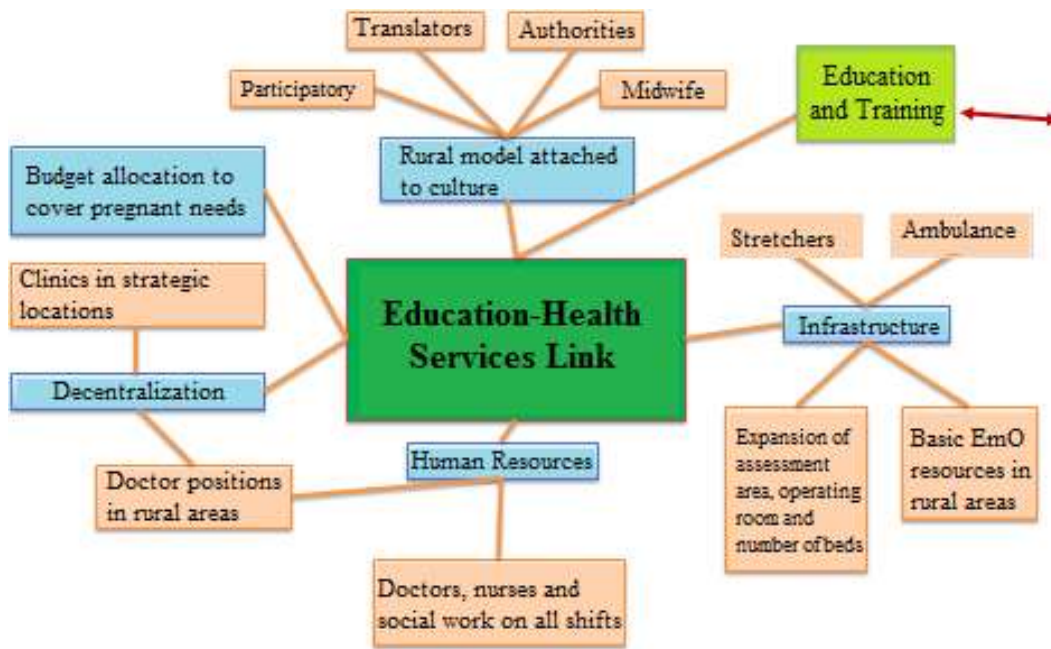 Translators
Authorities
Participatory
Midwife
Education
and Training
Rural model attached
to culture
Budget allocation to
cover pregnant needs
Stretchers
Ambulance
Clinics in strategic
locations
Education-Health
Services Link
Infrastructure
Decentralization
Human Resources
Doctor positions
in rural areas
Expansion of
assessment
area, operating
room and
number of beds
Basic EmO
resources in
rural areas
Doctors, nurses and
social work on all shifts